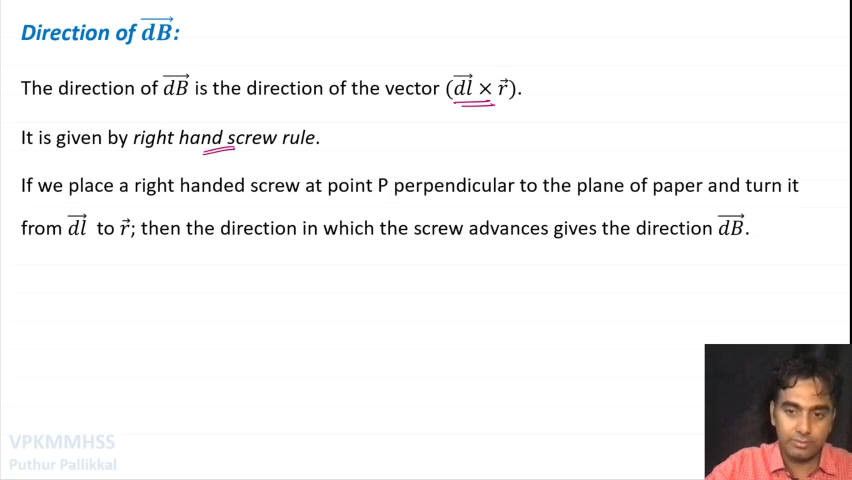 Direction of $\overrightarrow{dB}$:
The direction of $\overrightarrow{dB}$ is the direction of the vector ($\overrightarrow{dl} \times \vec{r}$).
It is given by right hand screw rule.
If we place a right handed screw at point P perpendicular to the plane of paper and turn it
from $\overrightarrow{dl}$ to $\vec{r}$; then the direction in which the screw advances gives the direction $\overrightarrow{dB}$.
VPKMMHSS
Puthur Pallikkal